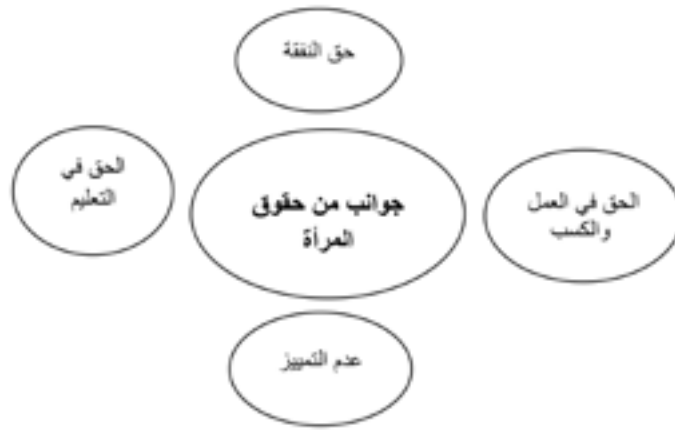 حق النفقة
الحق في
التعليم
جوانب من حقوق
المرأة
الحق في العمل
والكسب
عدم التمييز